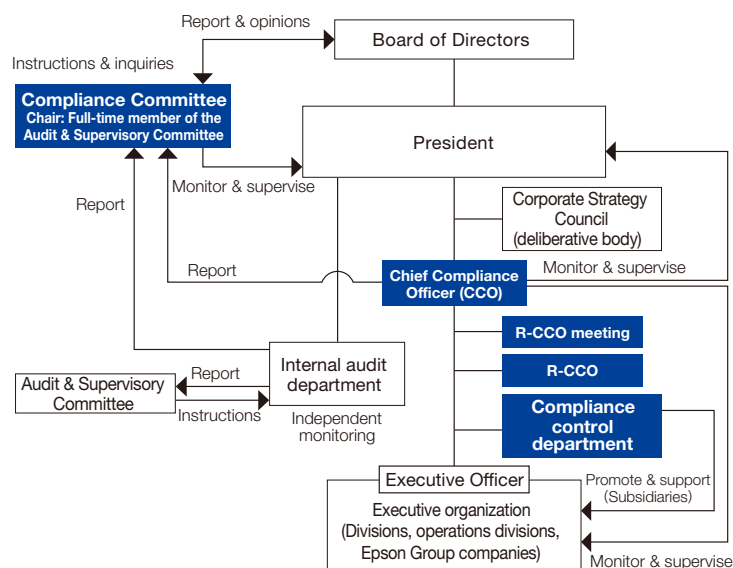 Report & opinions
Board of Directors
Instructions & inquiries
Compliance Committee
Chair: Full-time member of the
Audit & Supervisory Committee
President
Monitor & supervise
Report
Corporate Strategy
Council
(deliberative body)
Report
Chief Compliance
Officer (CCO)
Monitor & supervise
R-CCO meeting
R-CCO
Internal audit
department
Report
Audit & Supervisory
Committee
Instructions
Independent
monitoring
Compliance
control
department
Executive Officer
Promote & support
(Subsidiaries)
Executive organization
(Divisions, operations divisions,
Epson Group companies)
Monitor & supervise